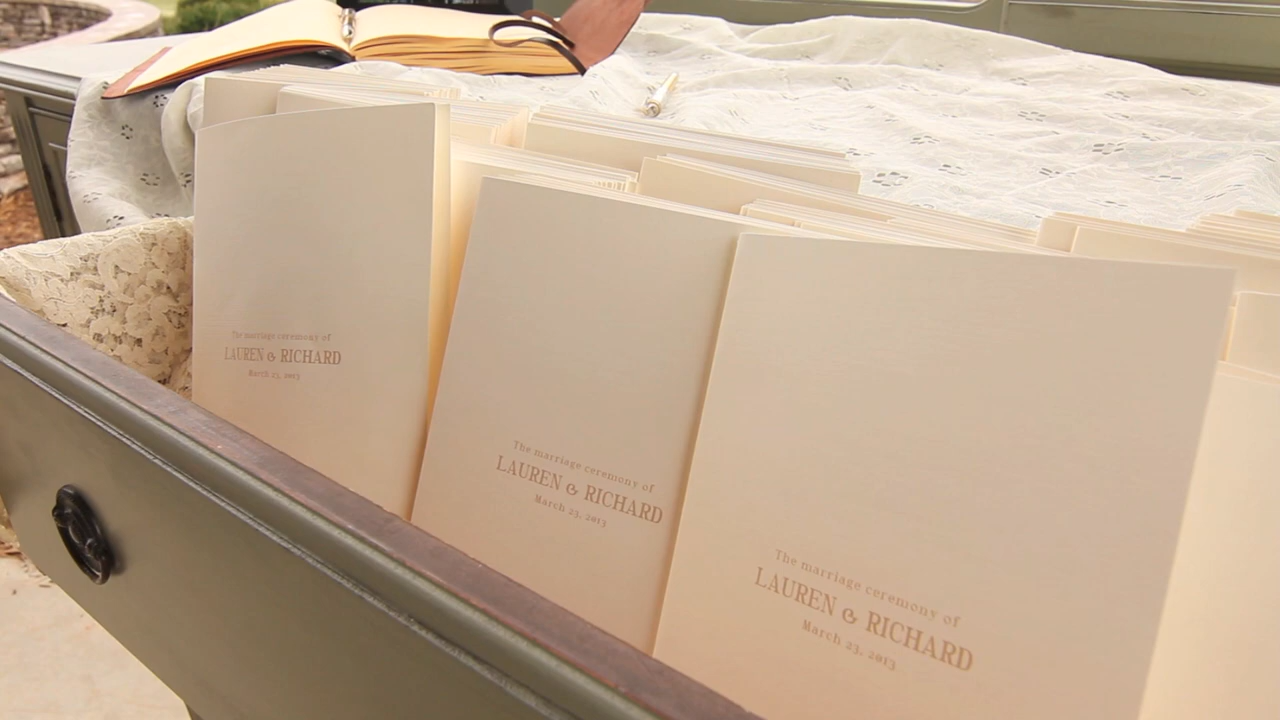 The marriage ceremony of
LAUREN & RICHARD
March 23, 2013
The marriage ceremony of
LAUREN & RICHARD
March 23, 2013
The marriage ceremony of
LAUREN & RICHARD
March 23, 2013